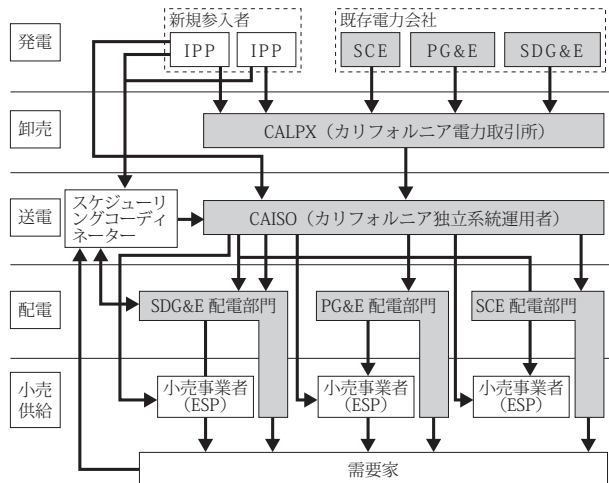 発電
新規参入者
IPP
IPP
既存電力会社
SCE
PG&E
SDG&E
卸売
CALPX(カリフォルニア電力取引所)
送電
スケジューリ
ングコーディ
ネーター
CAISO(カリフォルニア独立系統運用者)
配電
SDG&E 配電部門
PG&E 配電部門
SCE 配電部門
小売
供給
小売事業者
(ESP)
小売事業者
(ESP)
小売事業者
(ESP)
需要家